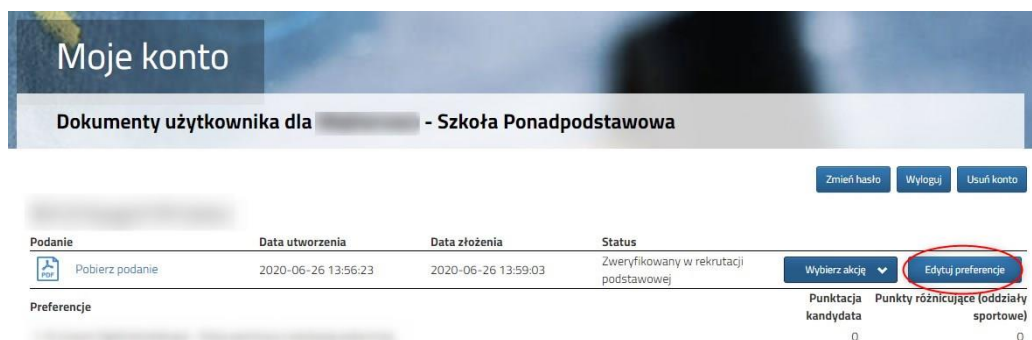 Moje konto
Dokumenty użytkownika dla - Szkoła Ponadpodstawowa
Zmień hasło Wyloguj Usuń konto
Podanie Data utworzenia Data złożenia Status
PDF Pobierz podanie 2020-06-26 13:56:23 2020-06-26 13:59:03 Zweryfikowany w rekrutacji
podstawowej
Wybierz akcję Edytuj preferencje
Preferencje Punktacja Punkty różnicujące (oddziały
kandydata sportowe)
0 0